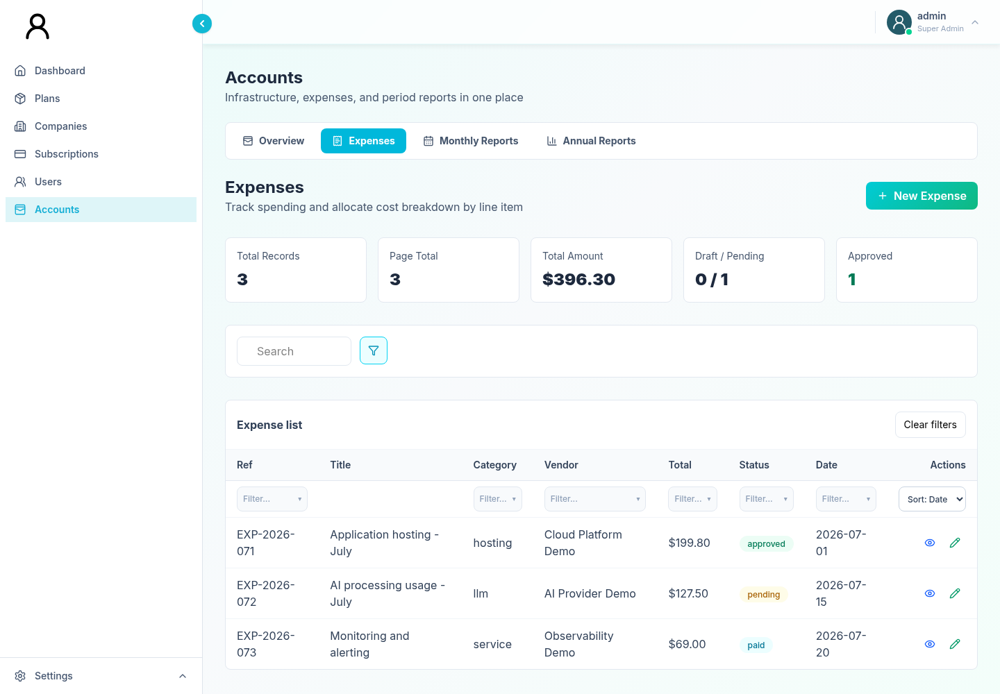 admin
Super Admin
Dashboard
Plans
Companies
Subscriptions
Users
Accounts
Settings
Accounts
Infrastructure, expenses, and period reports in one place
Overview
Expenses
Monthly Reports
Annual Reports
Expenses
Track spending and allocate cost breakdown by line item
+ New Expense
Total Records
3
Page Total
3
Total Amount
$396.30
Draft / Pending
0 / 1
Approved
1
Search
Expense list
Clear filters
Ref Title Category Vendor Total Status Date Actions
Filter... Filter... Filter... Filter... Filter... Filter... Sort: Date
EXP-2026-
071
Application hosting -
July
hosting
Cloud Platform
Demo
$199.80
approved
2026-07-
01
EXP-2026-
072
AI processing usage -
July
llm
AI Provider Demo
$127.50
pending
2026-07-
15
EXP-2026-
073
Monitoring and
alerting
service
Observability
Demo
$69.00
paid
2026-07-
20